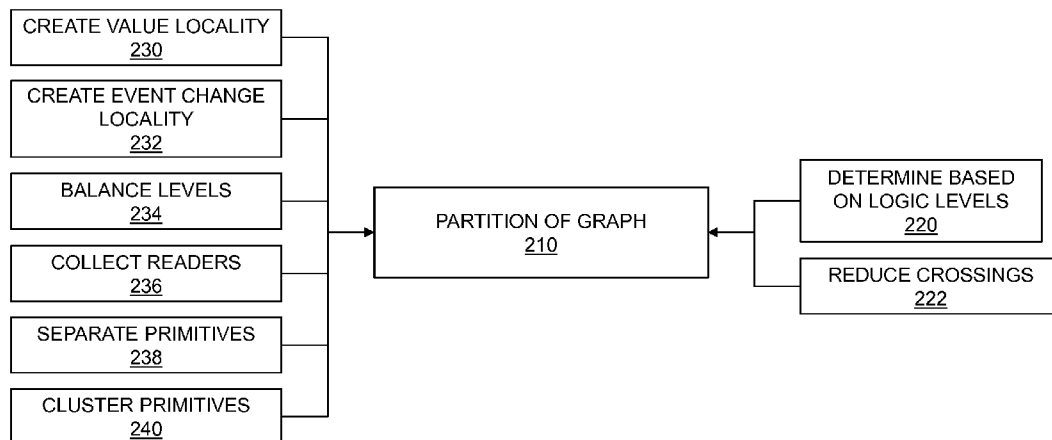 CREATE VALUE LOCALITY
230
CREATE EVENT CHANGE
LOCALITY
232
BALANCE LEVELS
234
COLLECT READERS
236
SEPARATE PRIMITIVES
238
CLUSTER PRIMITIVES
240
PARTITION OF GRAPH
210
DETERMINE BASED
ON LOGIC LEVELS
220
REDUCE CROSSINGS
222